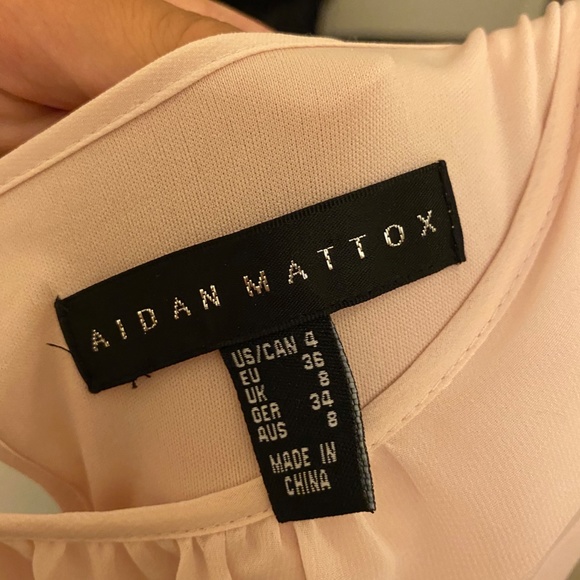 AIDAN MATTOX
US/CAN 4
EU 36
UK 8
GER 34
AUS 8
MADE IN
CHINA